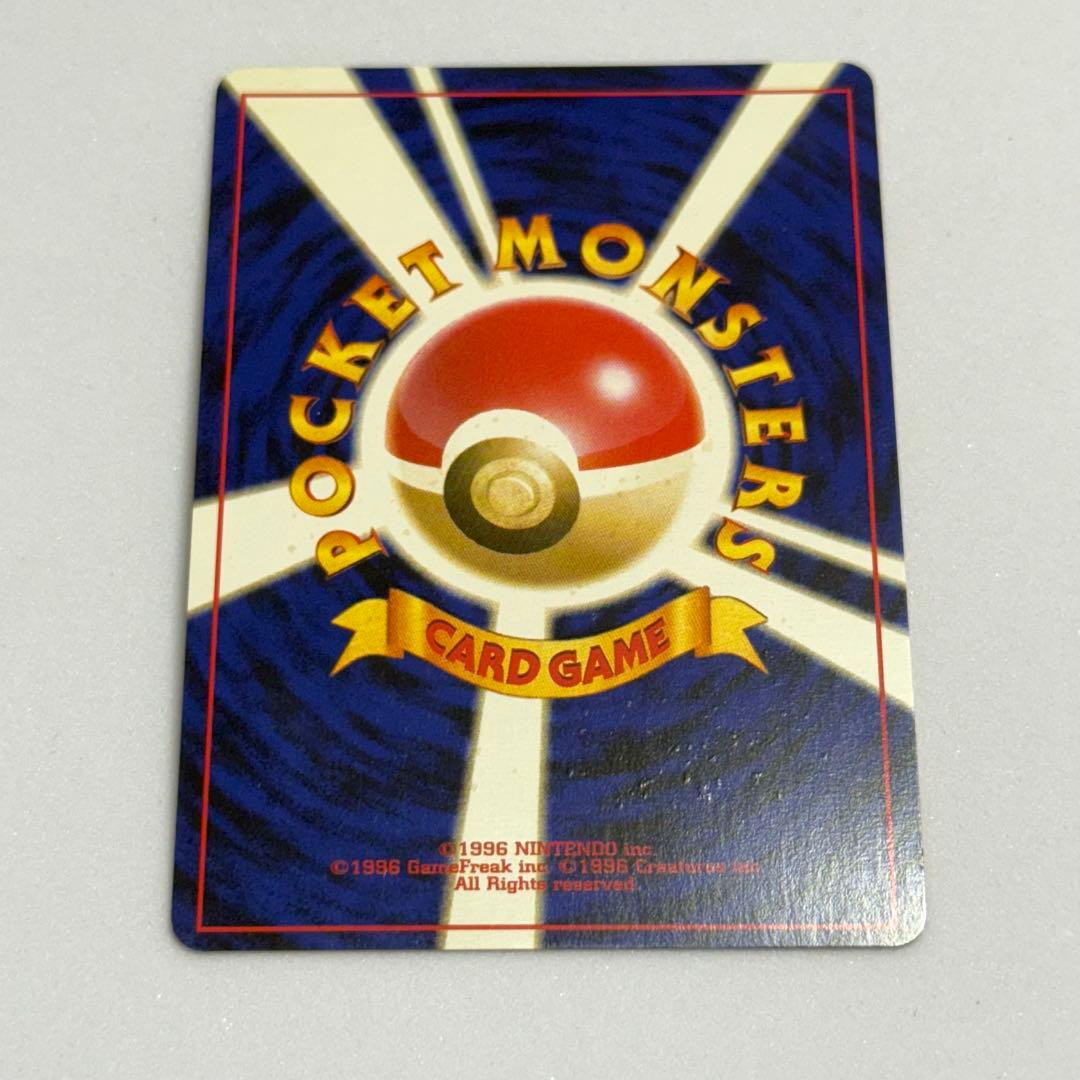 POCKET MONSTERS
CARD GAME
©1996 NINTENDO inc.
©1996 GameFreak inc. ©1996 Creatures inc.
All Rights reserved.